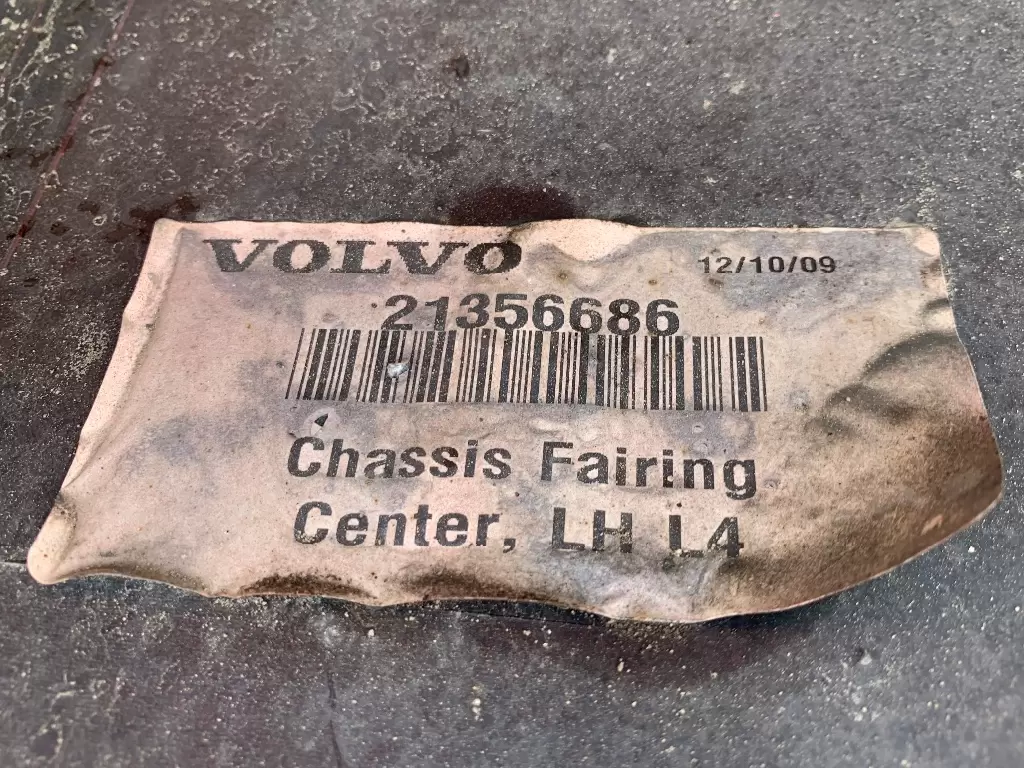 VOLVO 12/10/09
21356686
Chassis Fairing
Center, LH L4